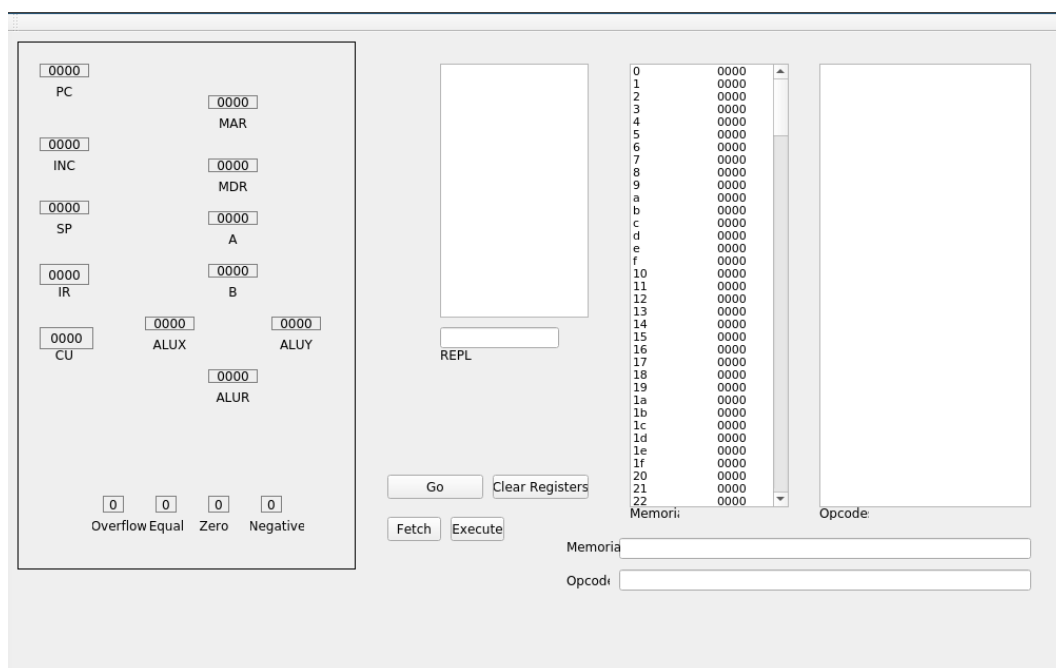 0000
PC
0000
MAR
0000
INC
0000
MDR
0000
SP
0000
A
0000
IR
0000
B
0000
CU
0000
ALUX
0000
ALUY
0000
ALUR
0 0 0 0
Overflow Equal Zero Negative
REPL
Go Clear Registers
Fetch Execute
0 0000
1 0000
2 0000
3 0000
4 0000
5 0000
6 0000
7 0000
8 0000
9 0000
a 0000
b 0000
c 0000
d 0000
e 0000
f 0000
10 0000
11 0000
12 0000
13 0000
14 0000
15 0000
16 0000
17 0000
18 0000
19 0000
1a 0000
1b 0000
1c 0000
1d 0000
1e 0000
1f 0000
20 0000
21 0000
22 0000
Memoria
Opcodes
Memoria
Opcode